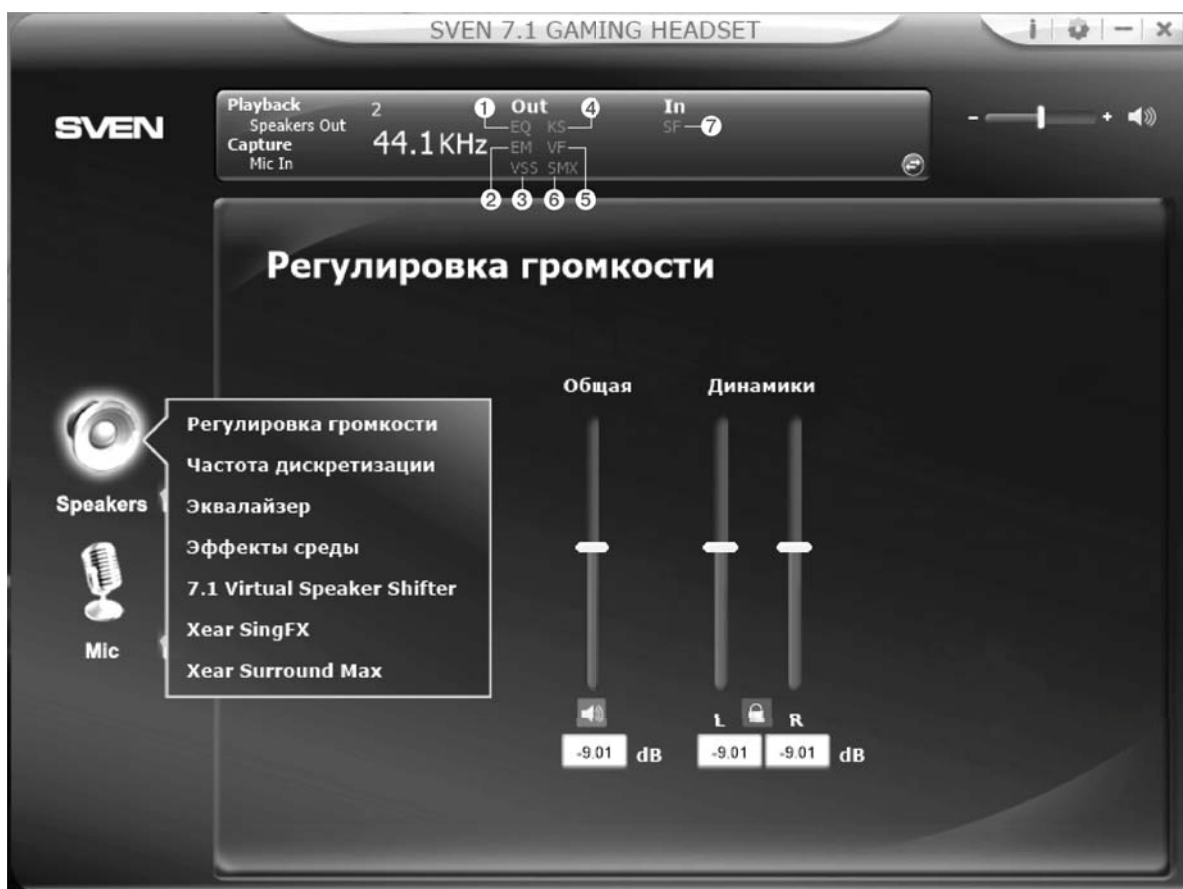 SVEN 7.1 GAMING HEADSET
i
SVEN
Playback 2
Speakers Out
Capture 44.1 KHz
Mic In
Out In
1 EQ KS 4 SF 7
EM VF
VSS SMX
2 3 6 5
- +
Регулировка громкости
Speakers
Mic
Регулировка громкости
Частота дискретизации
Эквалайзер
Эффекты среды
7.1 Virtual Speaker Shifter
Xear SingFX
Xear Surround Max
Общая Динамики
L R
-9.01 dB -9.01 -9.01 dB